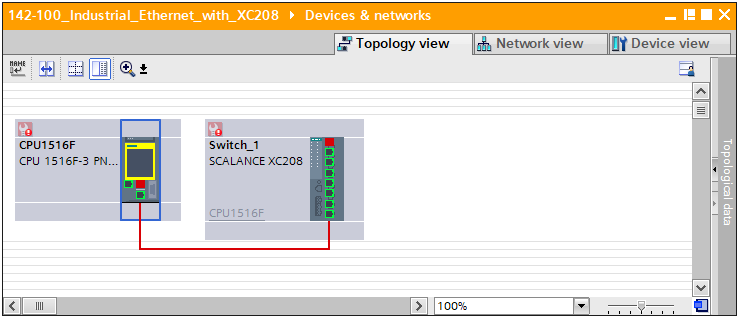 142-100_Industrial_Ethernet_with_XC208 ▸ Devices & networks
Topology view Network view Device view
NAME
CPU1516F
CPU 1516F-3 PN...
Switch_1
SCALANCE XC208
CPU1516F
Topological data
100%